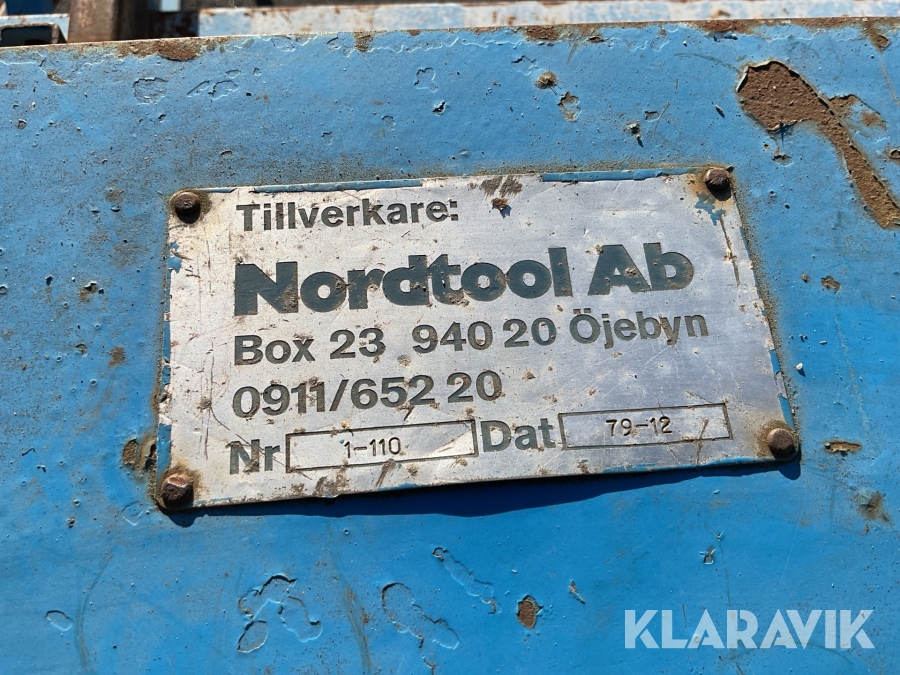 Tillverkare:
Nordtool Ab
Box 23 940 20 Öjebyn
0911/652 20
Nr 1-110 Dat 79-12
KLARAVIK